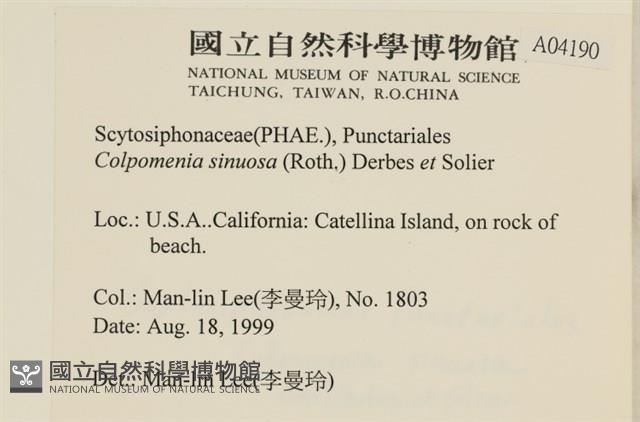 國立自然科學博物館 A04190
NATIONAL MUSEUM OF NATURAL SCIENCE
TAICHUNG, TAIWAN, R.O.CHINA
Scytosiphonaceae(PHAE.), Punctariales
Colpomenia sinuosa (Roth,) Derbes et Solier
Loc.: U.S.A..California: Catellina Island, on rock of
beach.
Col.: Man-lin Lee(李曼玲), No. 1803
Date: Aug. 18, 1999
Det.: Man-lin Lee(李曼玲)
國立自然科學博物館
NATIONAL MUSEUM OF NATURAL SCIENCE